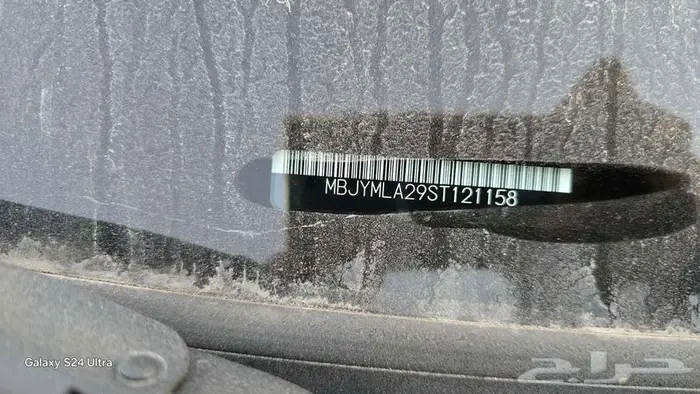 MBJYMLA29ST121158
Galaxy S24 Ultra
حراج